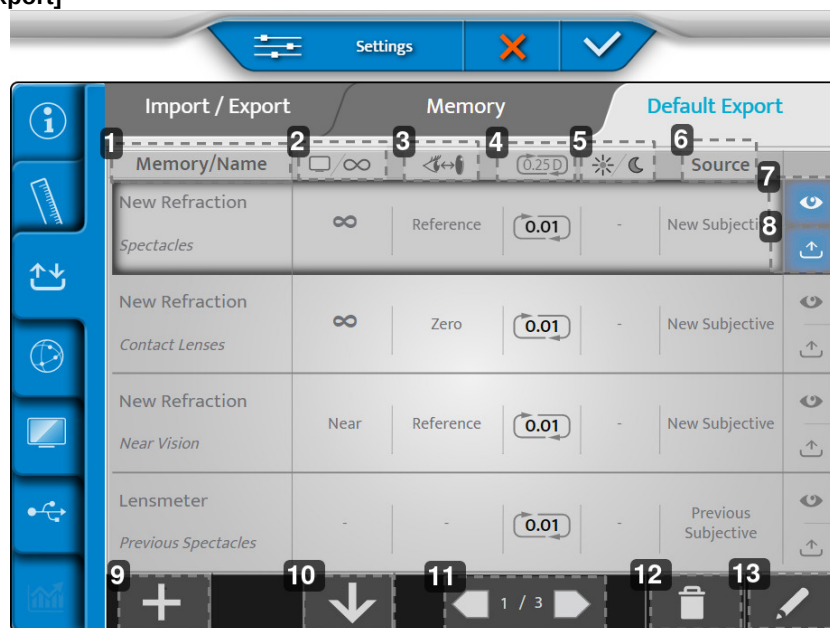 xport]
Settings
Import / Export Memory Default Export
1 2 3 4 5 6
Memory/Name 0.25 D Source
7
New Refraction
Spectacles
∞ Reference 0.01 - New Subjecti
8
New Refraction
Contact Lenses
∞ Zero 0.01 - New Subjective
New Refraction
Near Vision
Near Reference 0.01 - New Subjective
Lensmeter
Previous Spectacles
- - 0.01 - Previous
Subjective
9 10 11 12 13
1 / 3